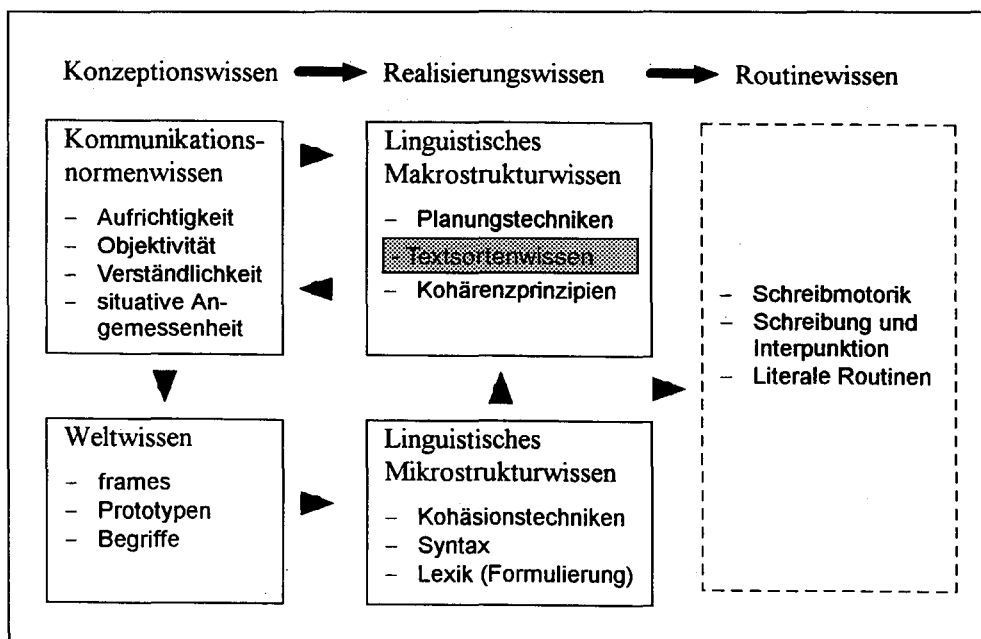 Konzeptionswissen Realisierungswissen Routinewissen
Kommunikations-
normenwissen
– Aufrichtigkeit
– Objektivität
– Verständlichkeit
– situative An-
gemessenheit
Linguistisches
Makrostrukturwissen
– Planungstechniken
- Textsortenwissen
– Kohärenzprinzipien
– Schreibmotorik
– Schreibung und
Interpunktion
– Literale Routinen
Weltwissen
– frames
– Prototypen
– Begriffe
Linguistisches
Mikrostrukturwissen
– Kohäsionstechniken
– Syntax
– Lexik (Formulierung)